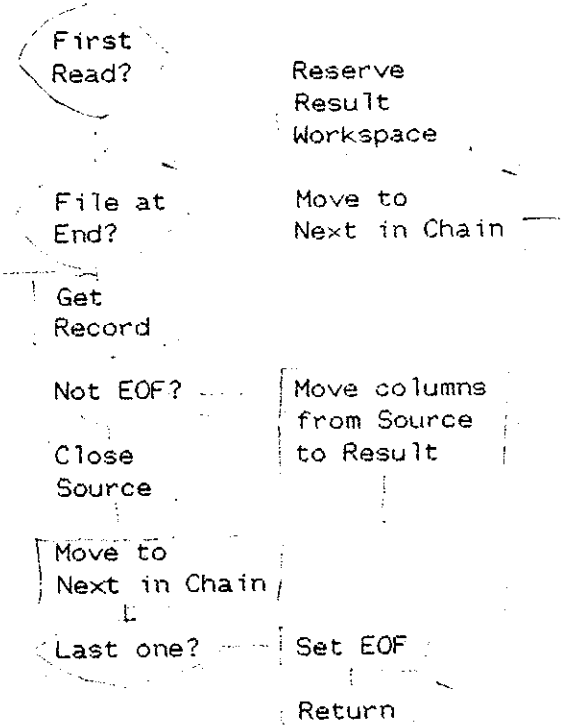 First
Read?
Reserve
Result
Workspace
File at
End?
Move to
Next in Chain
Get
Record
Not EOF?
Move columns
from Source
to Result
Close
Source
Move to
Next in Chain
Last one?
Set EOF
Return